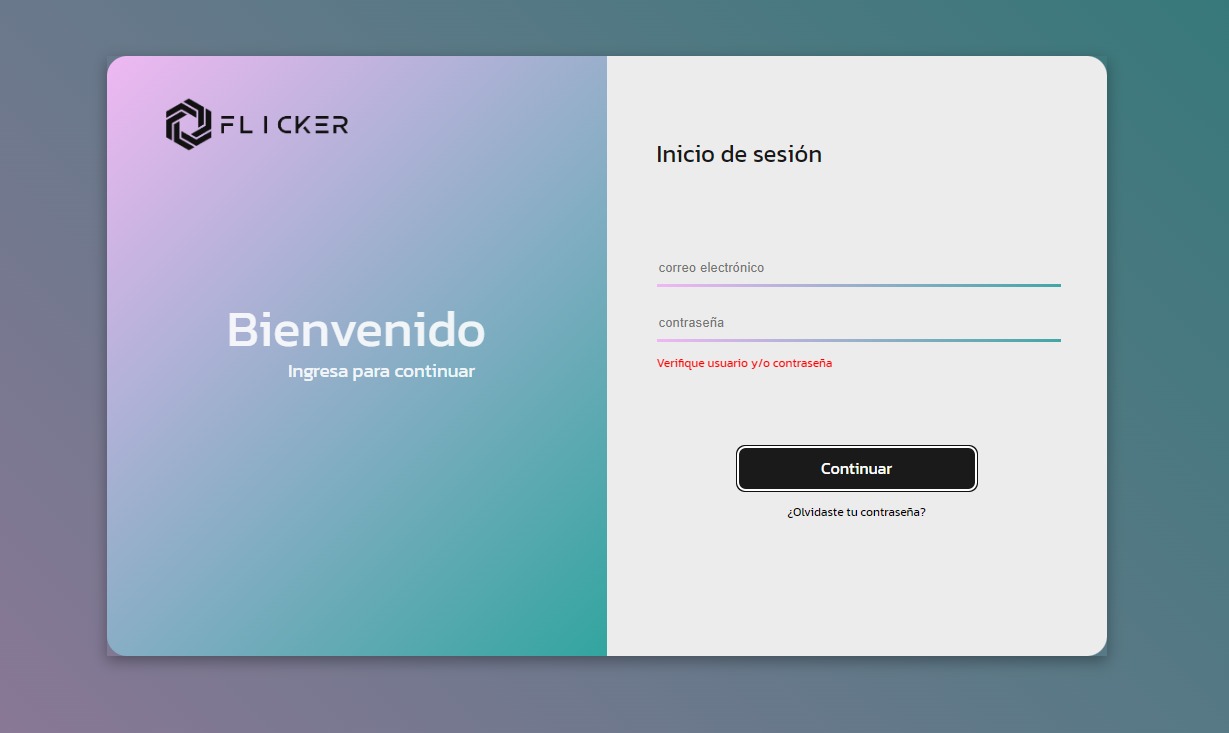 FLICKER
Bienvenido
Ingresa para continuar
Inicio de sesión
correo electrónico
contraseña
Verifique usuario y/o contraseña
Continuar
¿Olvidaste tu contraseña?